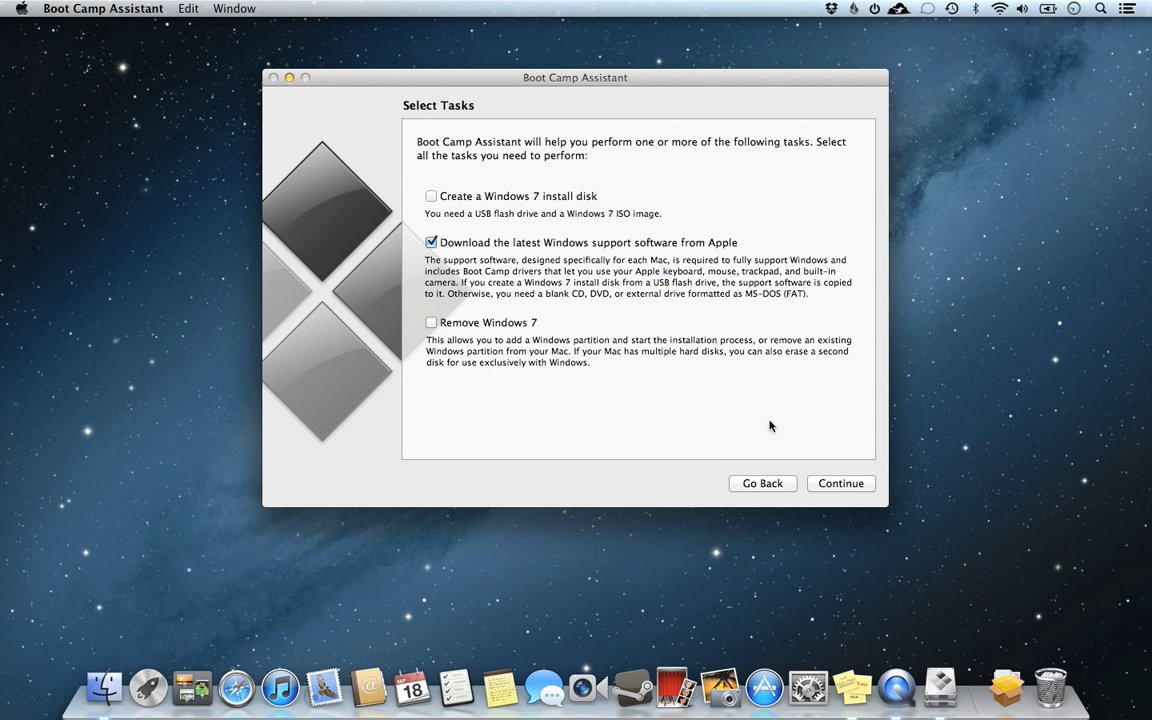 Boot Camp Assistant Edit Window
Boot Camp Assistant
Select Tasks
Boot Camp Assistant will help you perform one or more of the following tasks. Select
all the tasks you need to perform:
Create a Windows 7 install disk
You need a USB flash drive and a Windows 7 ISO image.
Download the latest Windows support software from Apple
The support software, designed specifically for each Mac, is required to fully support Windows and
includes Boot Camp drivers that let you use your Apple keyboard, mouse, trackpad, and built-in
camera. If you create a Windows 7 install disk from a USB flash drive, the support software is copied
to it. Otherwise, you need a blank CD, DVD, or external drive formatted as MS-DOS (FAT).
Remove Windows 7
This allows you to add a Windows partition and start the installation process, or remove an existing
Windows partition from your Mac. If your Mac has multiple hard disks, you can also erase a second
disk for use exclusively with Windows.
Go Back Continue
SEP
18